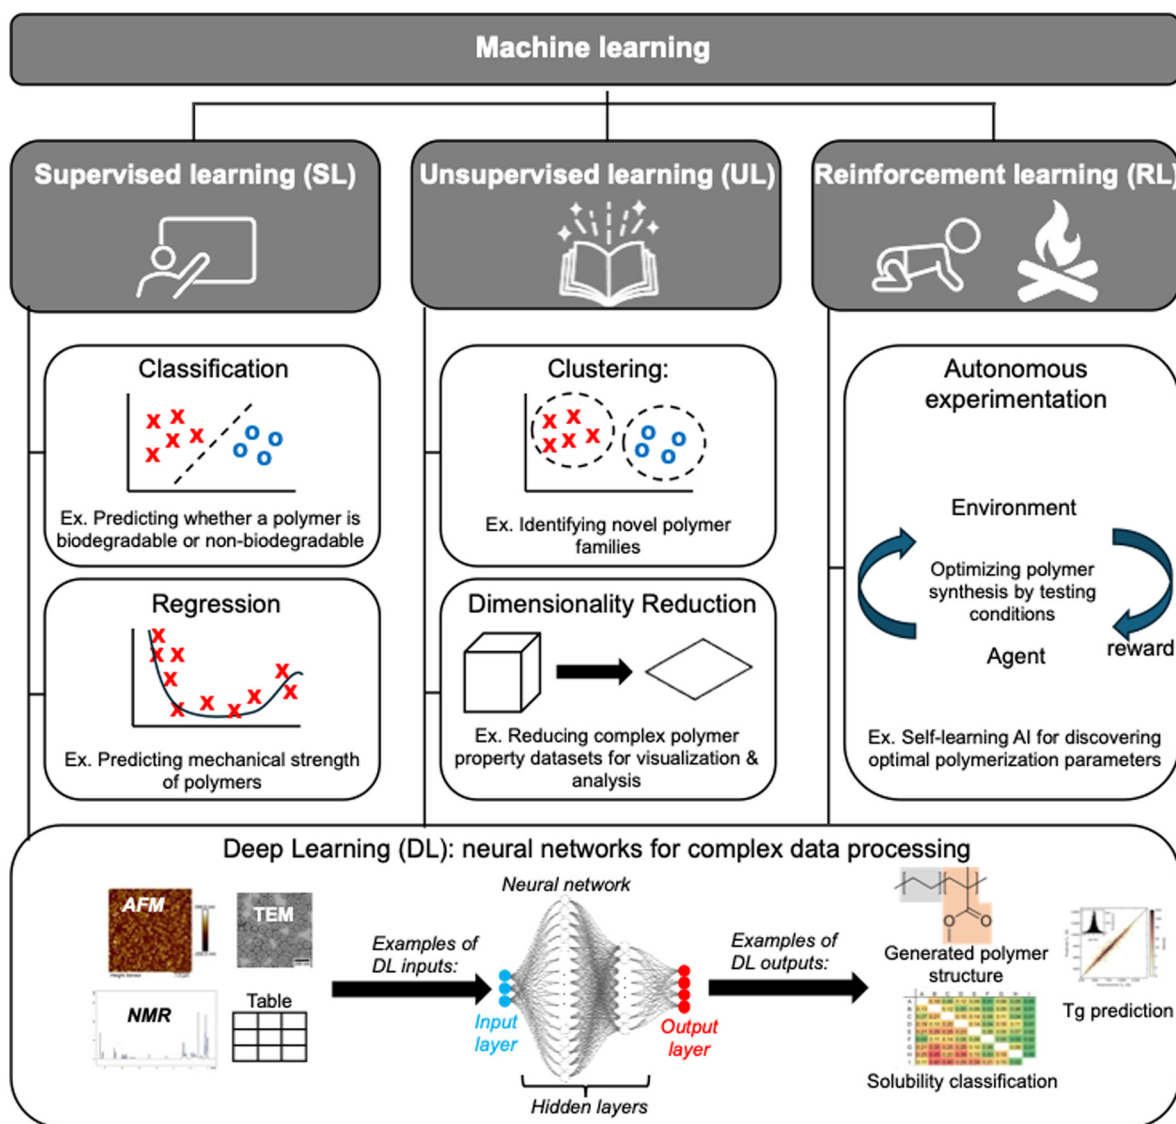 Machine learning
Supervised learning (SL)
Unsupervised learning (UL)
Reinforcement learning (RL)
Classification
X X
X X
X
O
O O
O
Ex. Predicting whether a polymer is
biodegradable or non-biodegradable
Regression
X
X X
X
X
X
X
X
X
X
Ex. Predicting mechanical strength
of polymers
Clustering:
X X
X X X
O
O
O O
Ex. Identifying novel polymer
families
Dimensionality Reduction
Ex. Reducing complex polymer
property datasets for visualization &
analysis
Autonomous
experimentation
Environment
Optimizing polymer
synthesis by testing
conditions
Agent
reward
Ex. Self-learning AI for discovering
optimal polymerization parameters
Deep Learning (DL): neural networks for complex data processing
AFM
TEM
NMR
Table
Examples of
DL inputs:
Neural network
Input
layer
Output
layer
Hidden layers
Examples of
DL outputs:
O
O
Generated polymer
structure
Tg prediction
Solubility classification